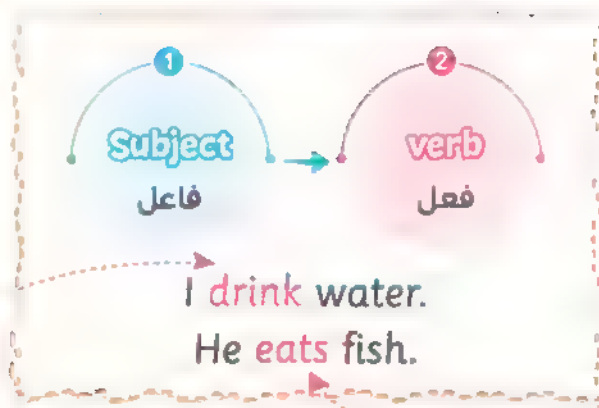 1
Subject
فاعل
2
verb
فعل
I drink water.
He eats fish.